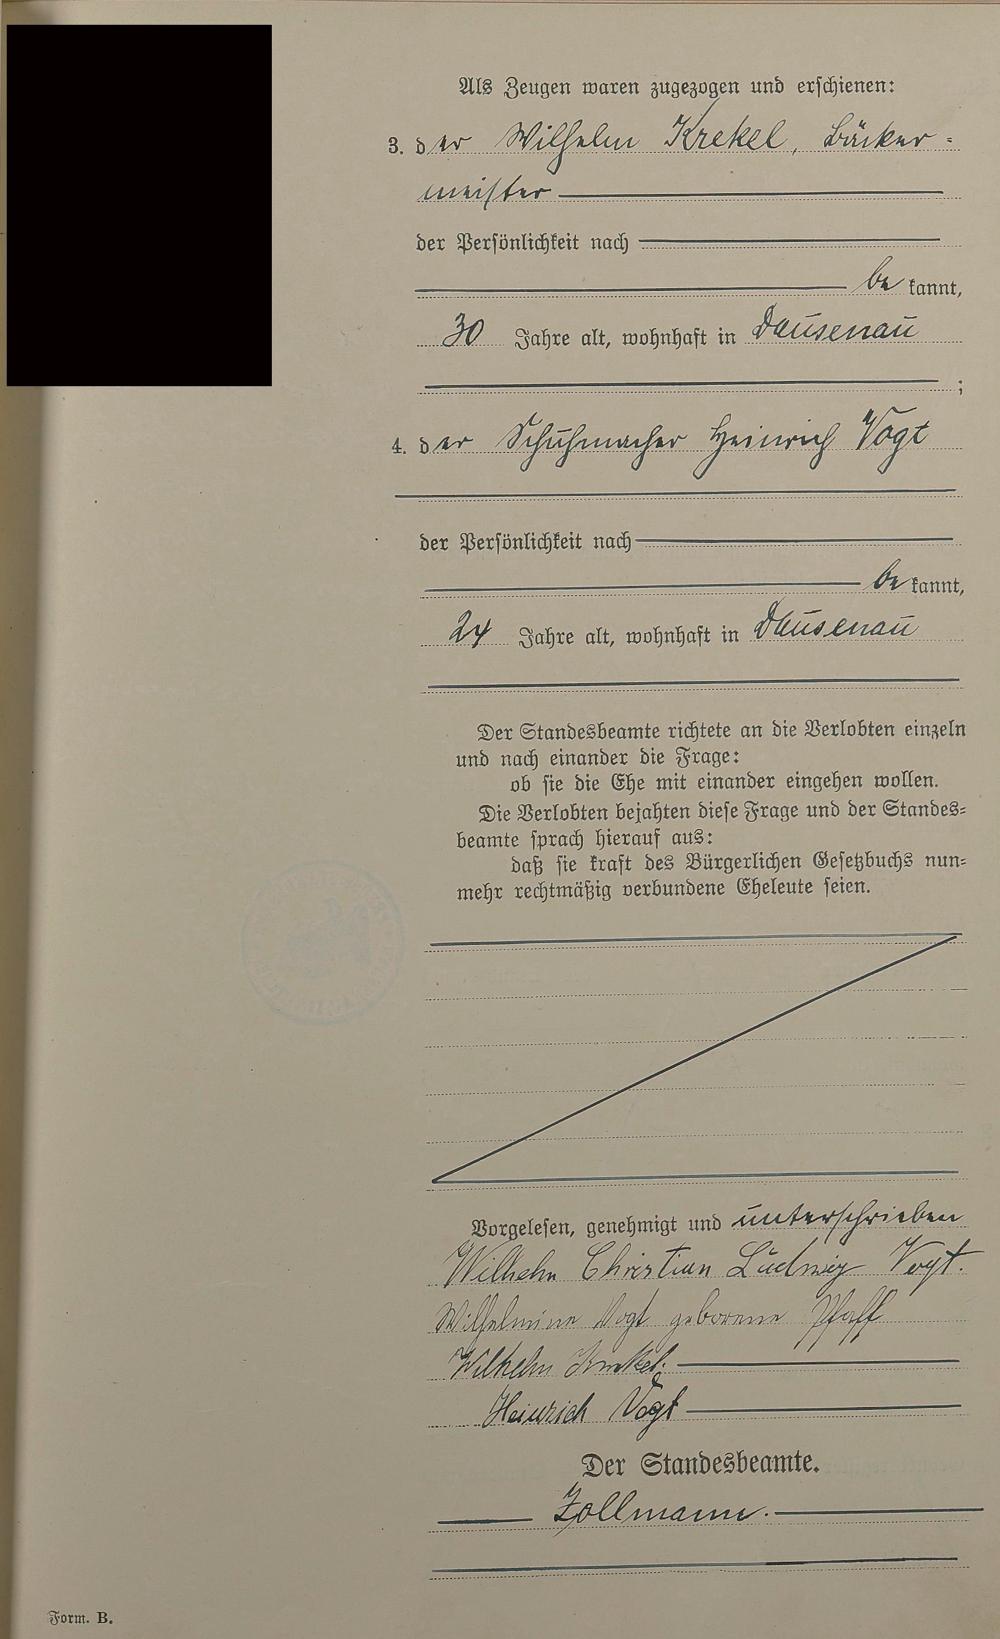 Als Zeugen waren zugezogen und erschienen:
3. der Wilhelm Krekel, Bäcker-
meister
der Persönlichkeit nach
be kannt,
30 Jahre alt, wohnhaft in Dausenau
;
4. der Schuhmacher Heinrich Vogt
der Persönlichkeit nach
be kannt,
24 Jahre alt, wohnhaft in Dausenau
Der Standesbeamte richtete an die Verlobten einzeln
und nach einander die Frage:
ob sie die Ehe mit einander eingehen wollen.
Die Verlobten bejahten diese Frage und der Standes-
beamte sprach hierauf aus:
daß sie kraft des Bürgerlichen Gesetzbuchs nun-
mehr rechtmäßig verbundene Eheleute seien.
Vorgelesen, genehmigt und unterschrieben
Wilhelm Christian Ludwig Vogt.
Wilhelmine Vogt geborene Pfaff
Wilhelm Krekel.
Heinrich Vogt
Der Standesbeamte.
Zollmann.
Form. B.